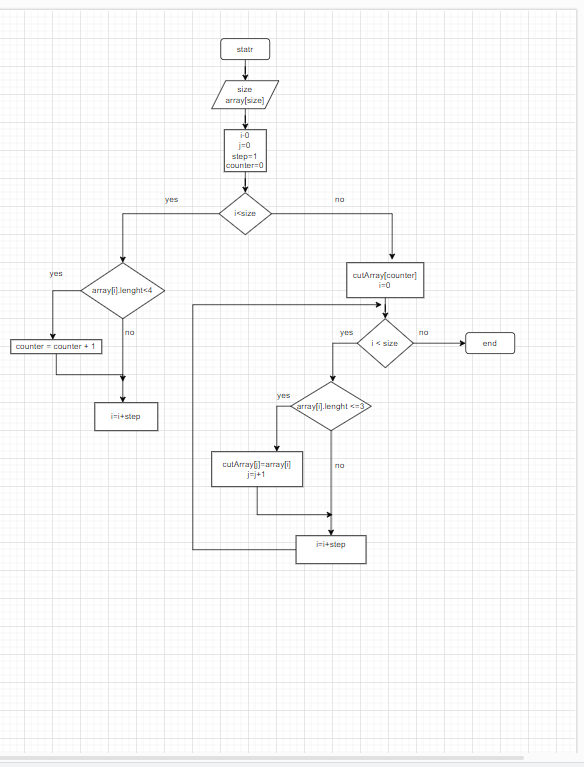 statr
size
array[size]
i-0
j=0
step=1
counter=0
yes
no
i<size
yes
cutArray[counter]
i=0
array[i].lenght<4
no
yes
no
counter = counter + 1
i < size
end
yes
array[i].lenght <=3
i=i+step
no
cutArray[j]=array[i]
j=j+1
i=i+step